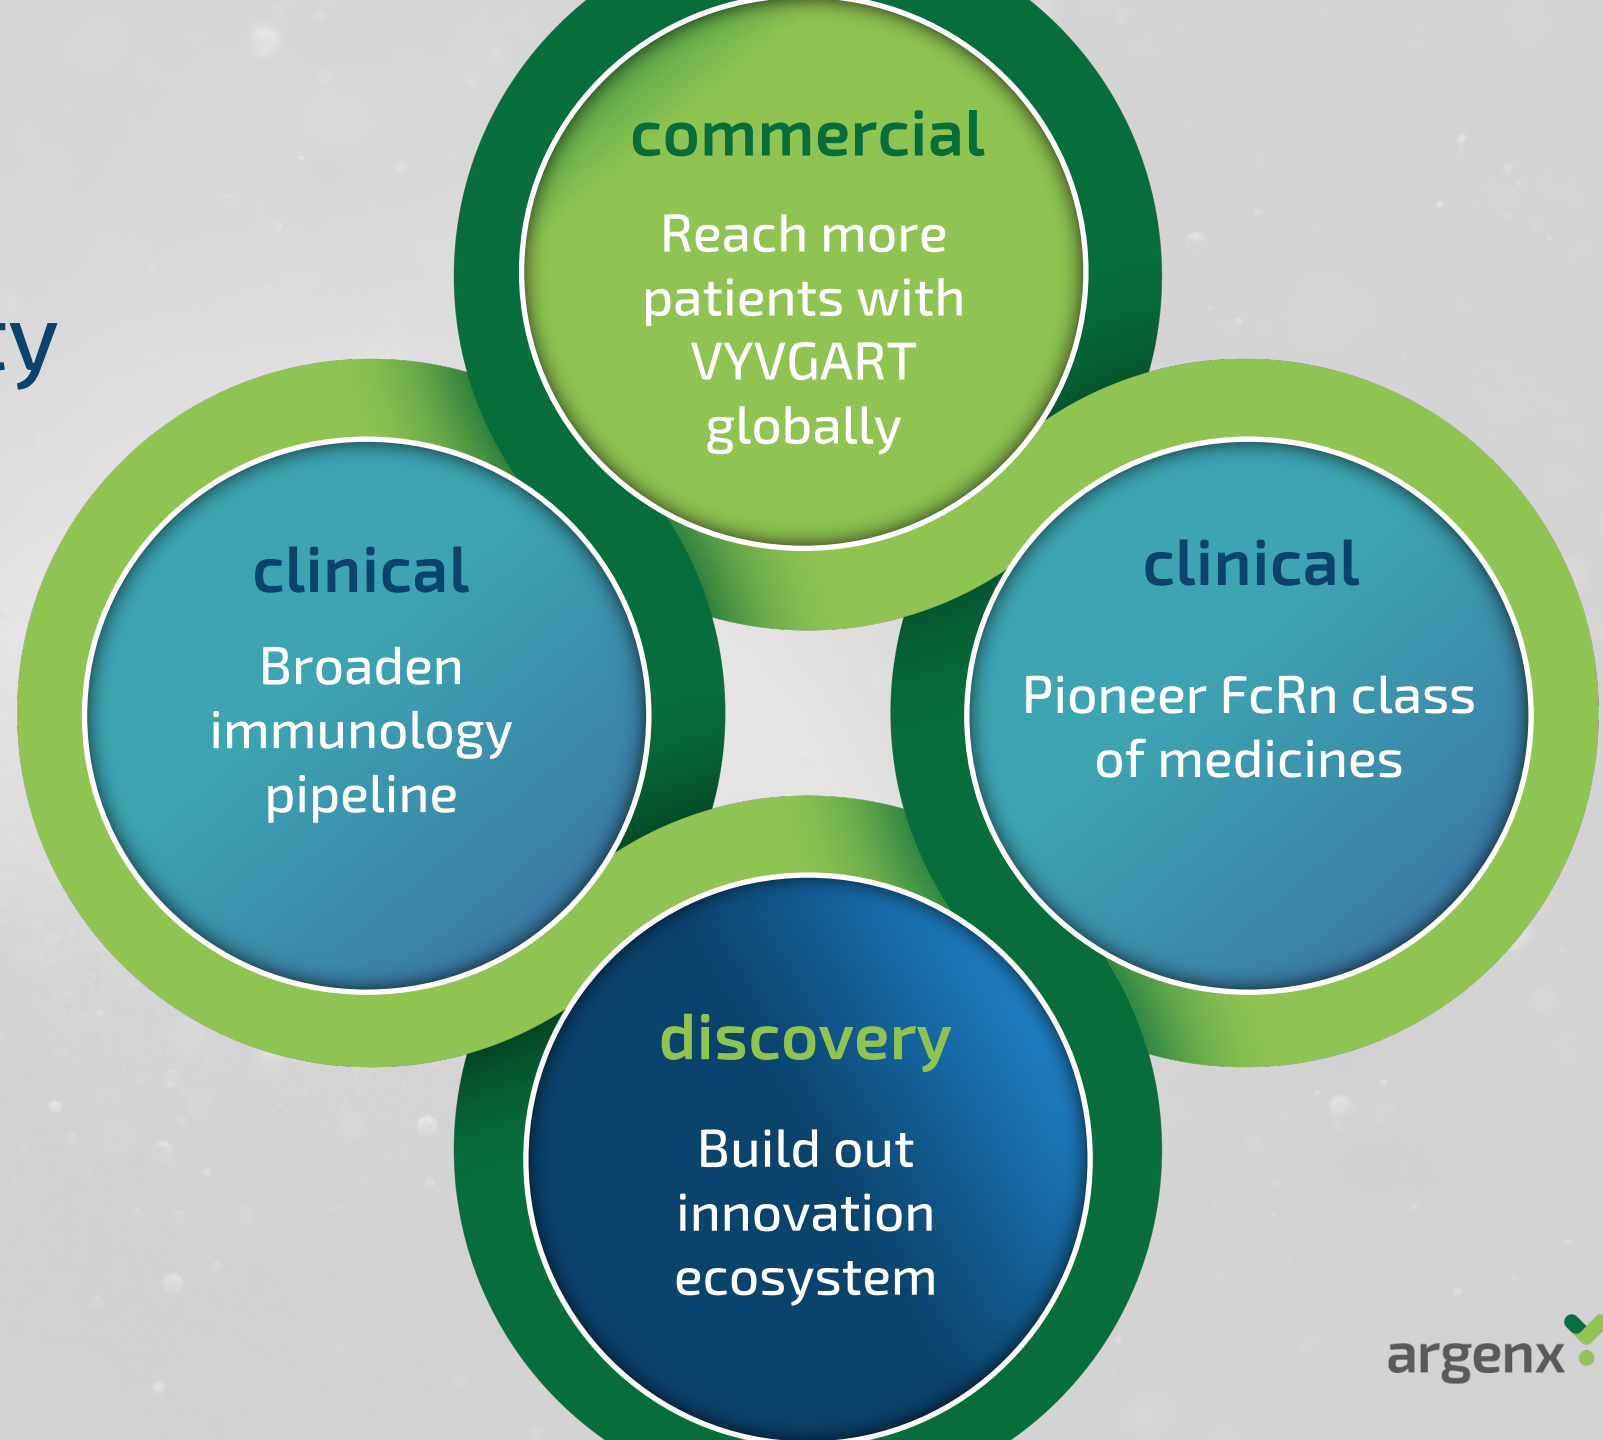 commercial
Reach more
patients with
VYVGART
globally
clinical
Broaden
immunology
pipeline
clinical
Pioneer FcRn class
of medicines
discovery
Build out
innovation
ecosystem
argenx